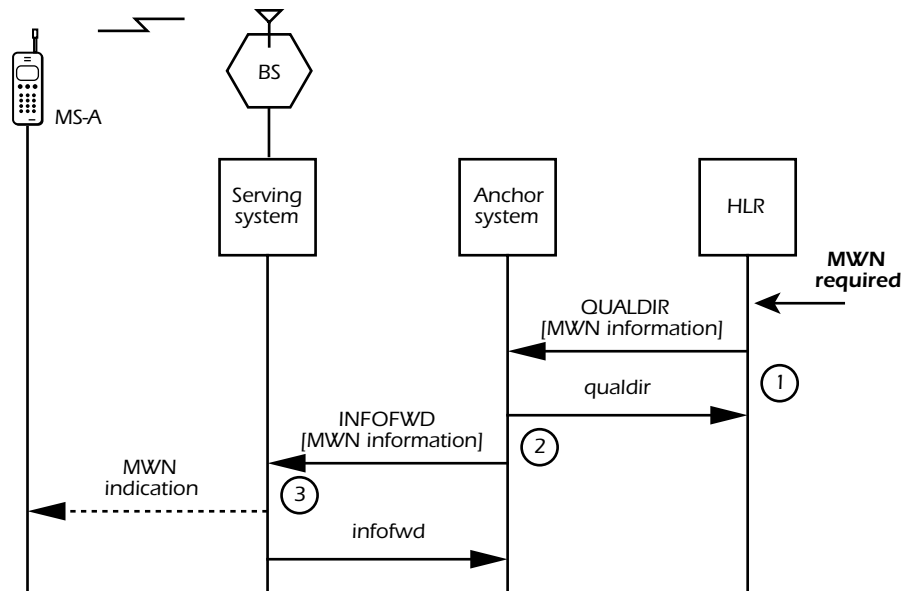 BS
MS-A
Serving
system
Anchor
system
HLR
MWN
required
QUALDIR
[MWN information]
1
qualdir
INFOFWD
[MWN information]
2
MWN
indication
3
infofwd